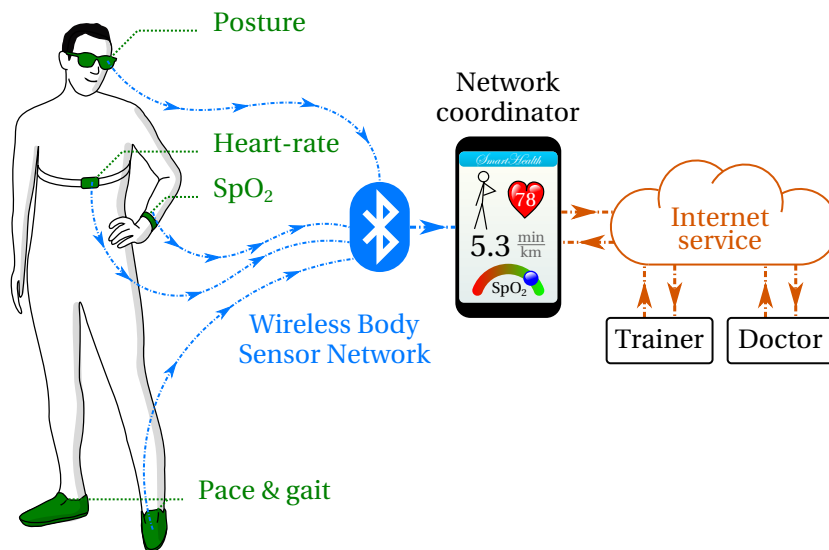 Posture
Network
coordinator
Heart-rate
SpO₂
SmartHealth
78
5.3 min/km
SpO₂
Internet
service
Wireless Body
Sensor Network
Trainer
Doctor
Pace & gait